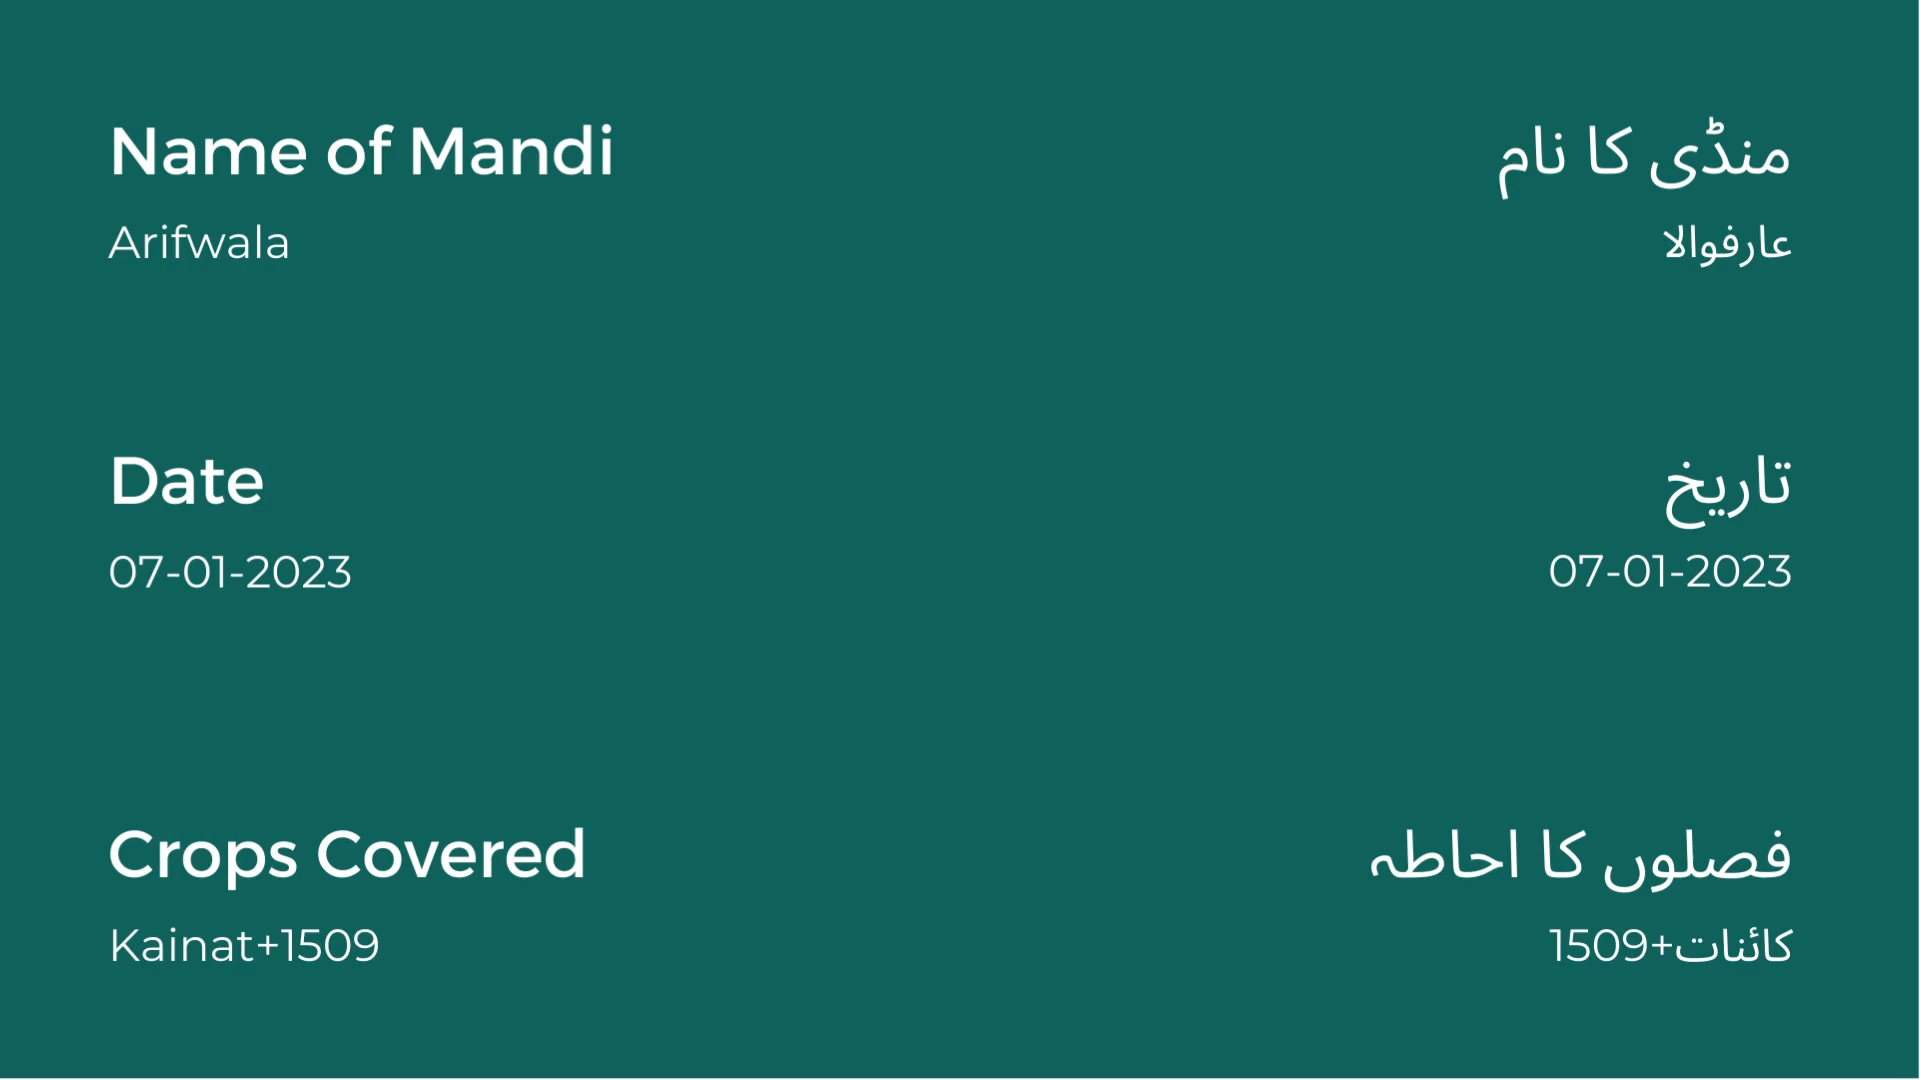 Name of Mandi
منڈی کا نام
Arifwala
عارفوالا
Date
تاریخ
07-01-2023
07-01-2023
Crops Covered
فصلوں کا احاطہ
Kainat+1509
کائنات+1509